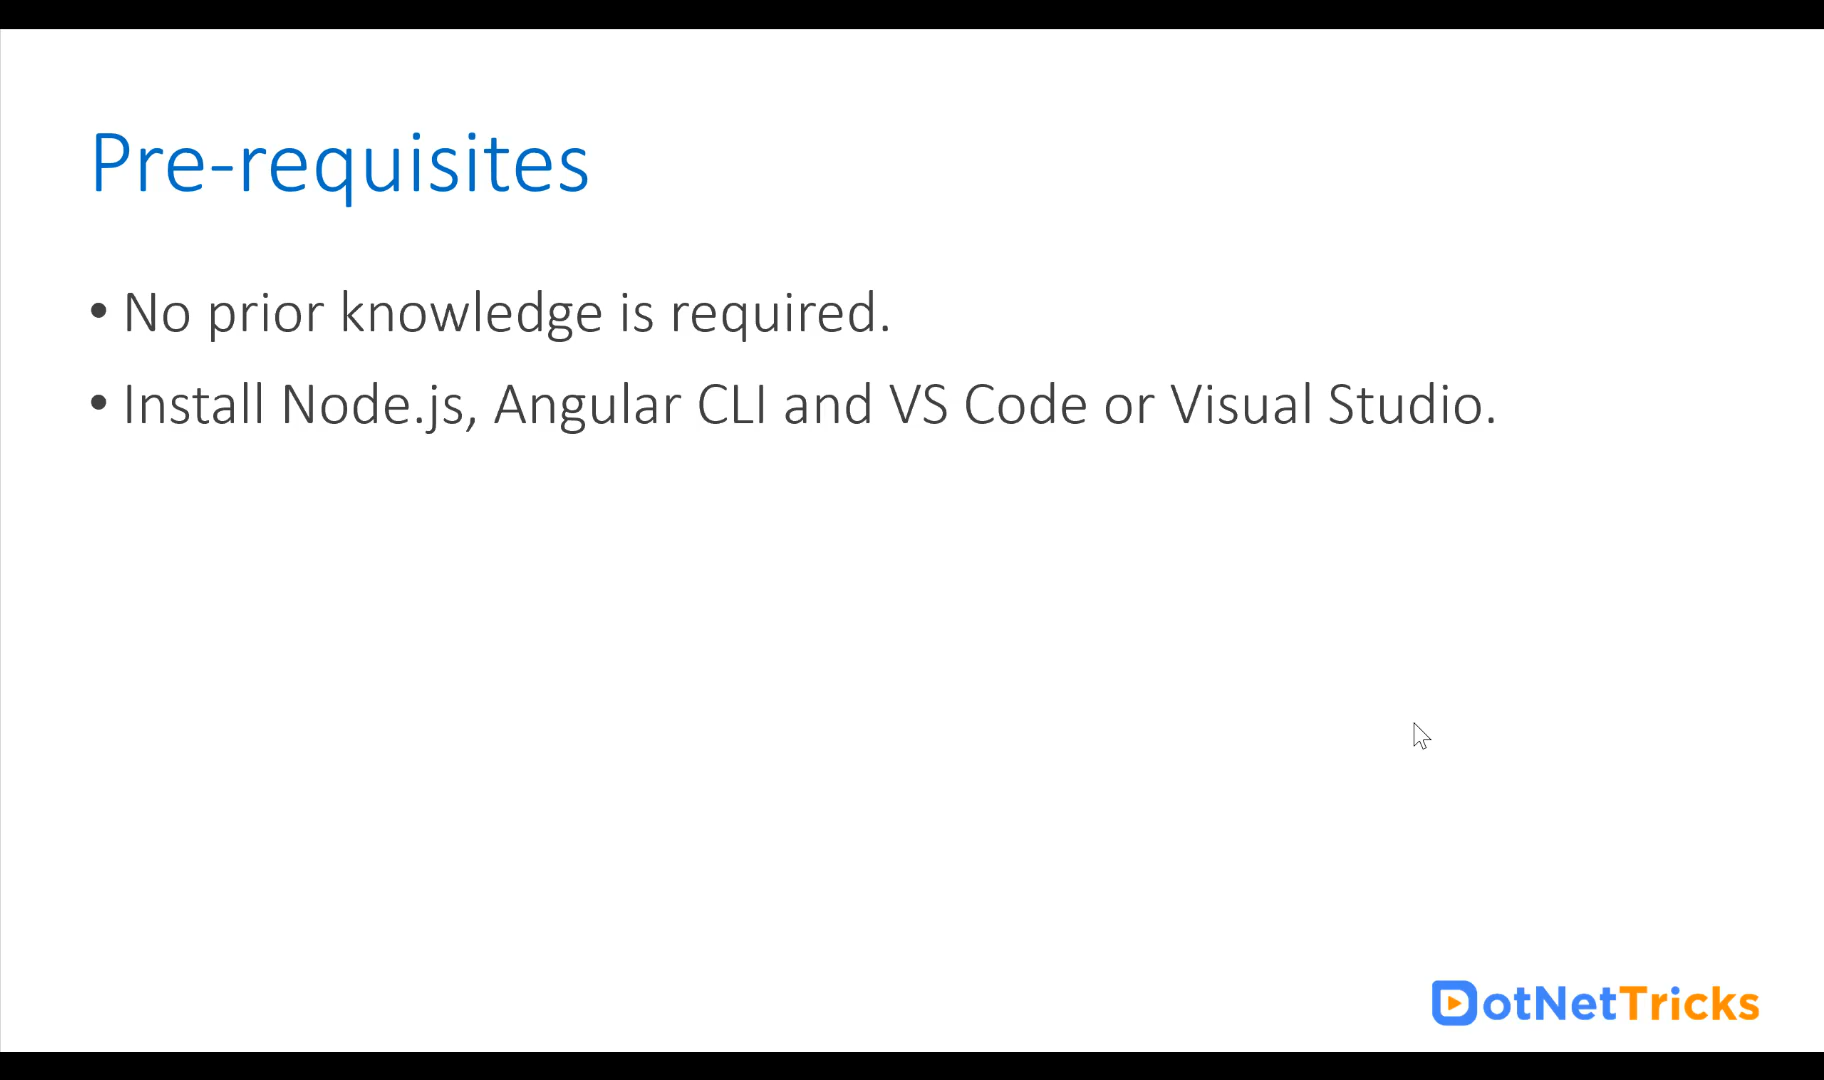 Pre-requisites
• No prior knowledge is required.
• Install Node.js, Angular CLI and VS Code or Visual Studio.
DotNetTricks